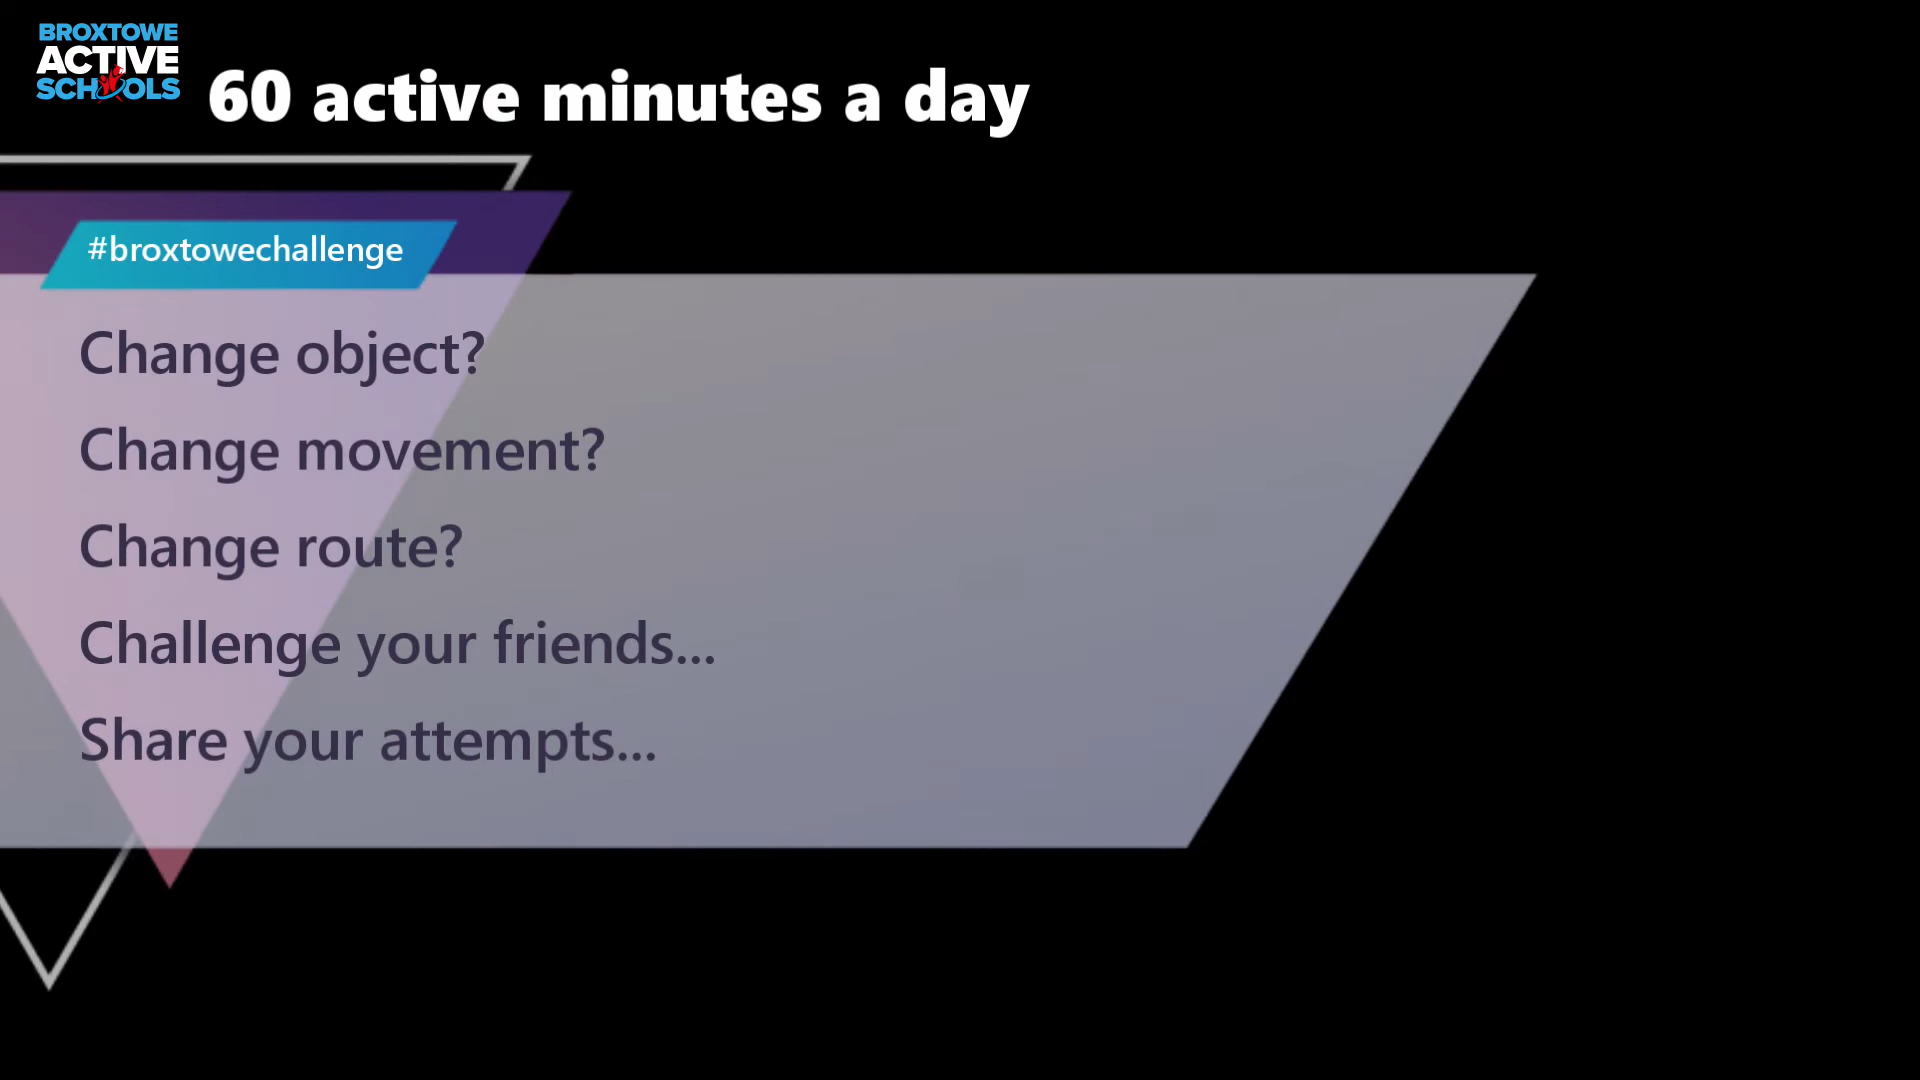 BROXTOWE
ACTIVE
SCHOOLS
60 active minutes a day
#broxtowechallenge
Change object?
Change movement?
Change route?
Challenge your friends...
Share your attempts...